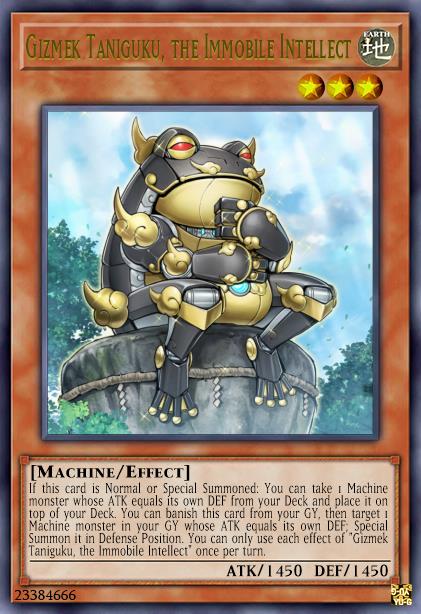 Gizmek Taniguku, the Immobile Intellect
EARTH
地
[Machine/Effect]
If this card is Normal or Special Summoned: You can take 1 Machine
monster whose ATK equals its own DEF from your Deck and place it on
top of your Deck. You can banish this card from your GY, then target 1
Machine monster in your GY whose ATK equals its own DEF; Special
Summon it in Defense Position. You can only use each effect of "Gizmek
Taniguku, the Immobile Intellect" once per turn.
ATK/1450 DEF/1450
23384666